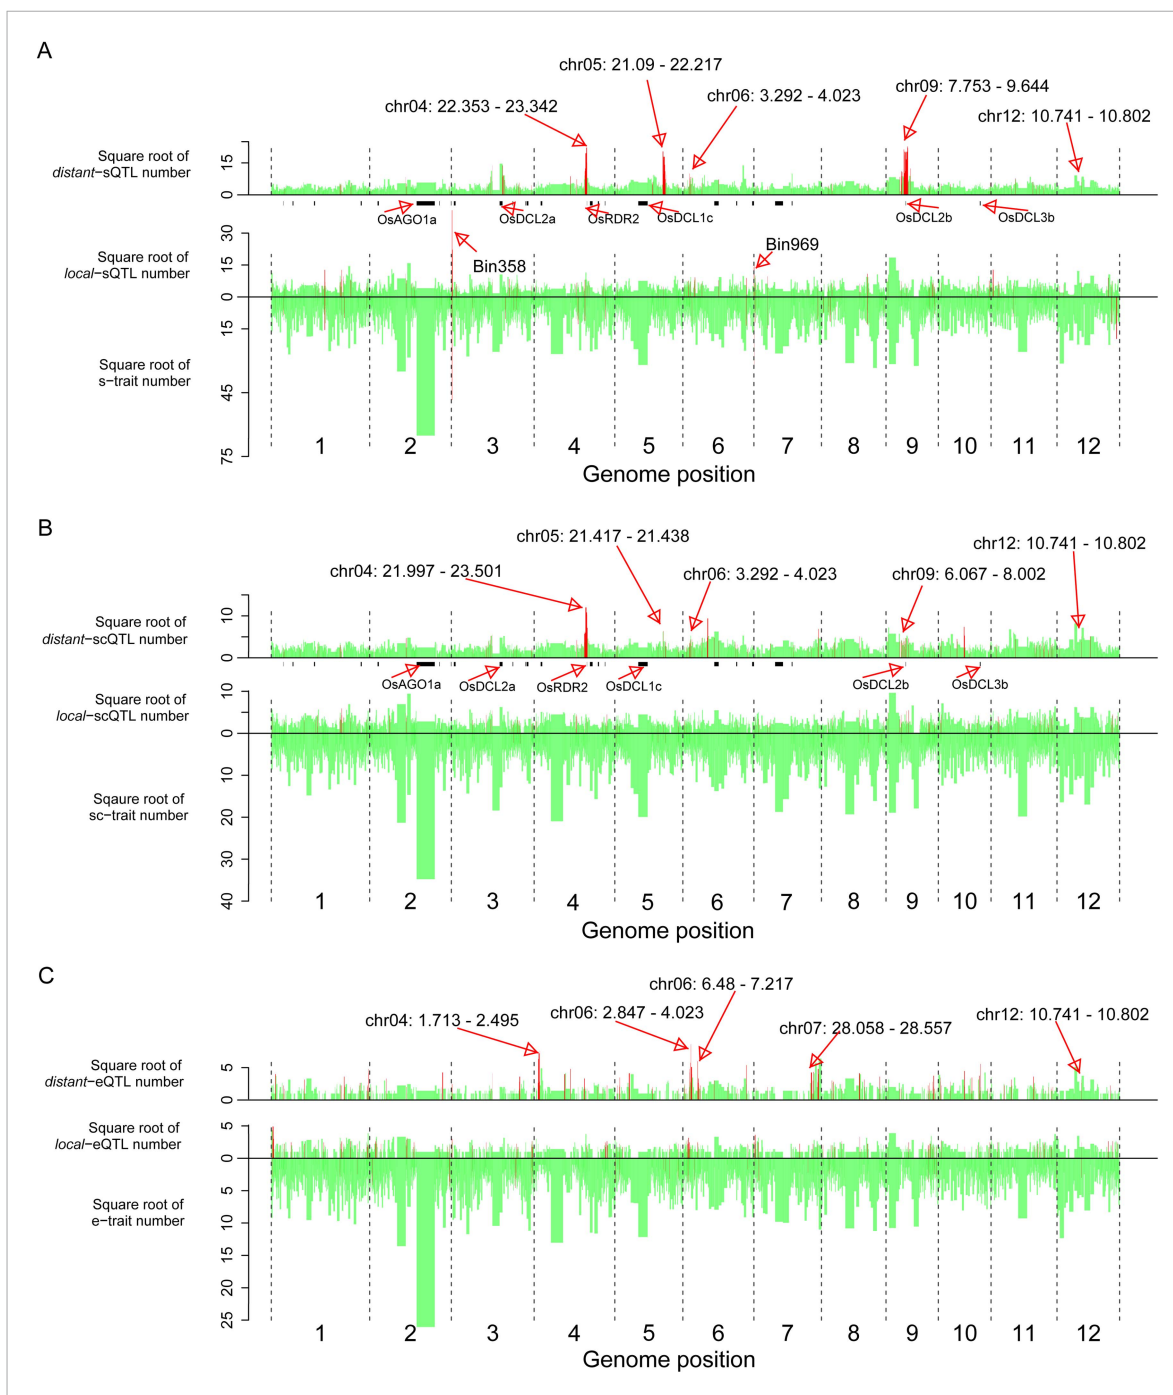 A
chr05: 21.09 - 22.217
chr04: 22.353 - 23.342
chr06: 3.292 - 4.023
chr09: 7.753 - 9.644
chr12: 10.741 - 10.802
Square root of
distant−sQTL number
15
0
OsAGO1a
OsDCL2a
OsRDR2
OsDCL1c
OsDCL2b
OsDCL3b
Square root of
local−sQTL number
30
15
0
15
45
75
Bin358
Bin969
Square root of
s−trait number
1 2 3 4 5 6 7 8 9 10 11 12
Genome position
B
chr05: 21.417 - 21.438
chr04: 21.997 - 23.501
chr06: 3.292 - 4.023
chr09: 6.067 - 8.002
chr12: 10.741 - 10.802
Square root of
distant−scQTL number
10
0
OsAGO1a
OsDCL2a
OsRDR2
OsDCL1c
OsDCL2b
OsDCL3b
Square root of
local−scQTL number
10
0
10
20
30
40
Sqaure root of
sc−trait number
1 2 3 4 5 6 7 8 9 10 11 12
Genome position
C
chr06: 6.48 - 7.217
chr04: 1.713 - 2.495
chr06: 2.847 - 4.023
chr07: 28.058 - 28.557
chr12: 10.741 - 10.802
Square root of
distant−eQTL number
5
0
Square root of
local−eQTL number
5
0
5
10
15
20
25
Square root of
e−trait number
1 2 3 4 5 6 7 8 9 10 11 12
Genome position